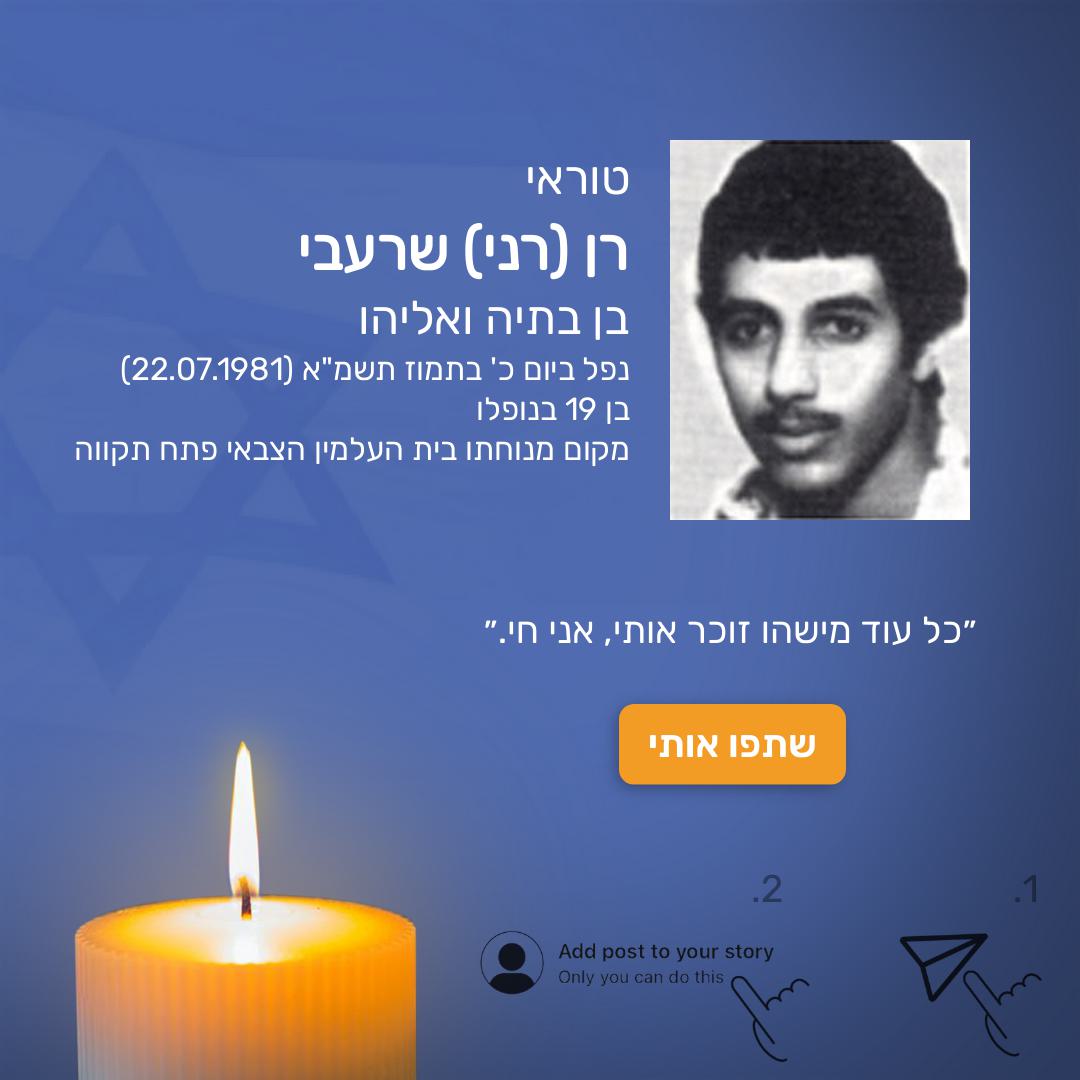 טוראי
רן (רני) שרעבי
בן בתיה ואליהו
נפל ביום כ' בתמוז תשמ"א (22.07.1981)
בן 19 בנופלו
מקום מנוחתו בית העלמין הצבאי פתח תקווה
״כל עוד מישהו זוכר אותי, אני חי.״
שתפו אותי
.1
.2
Add post to your story
Only you can do this